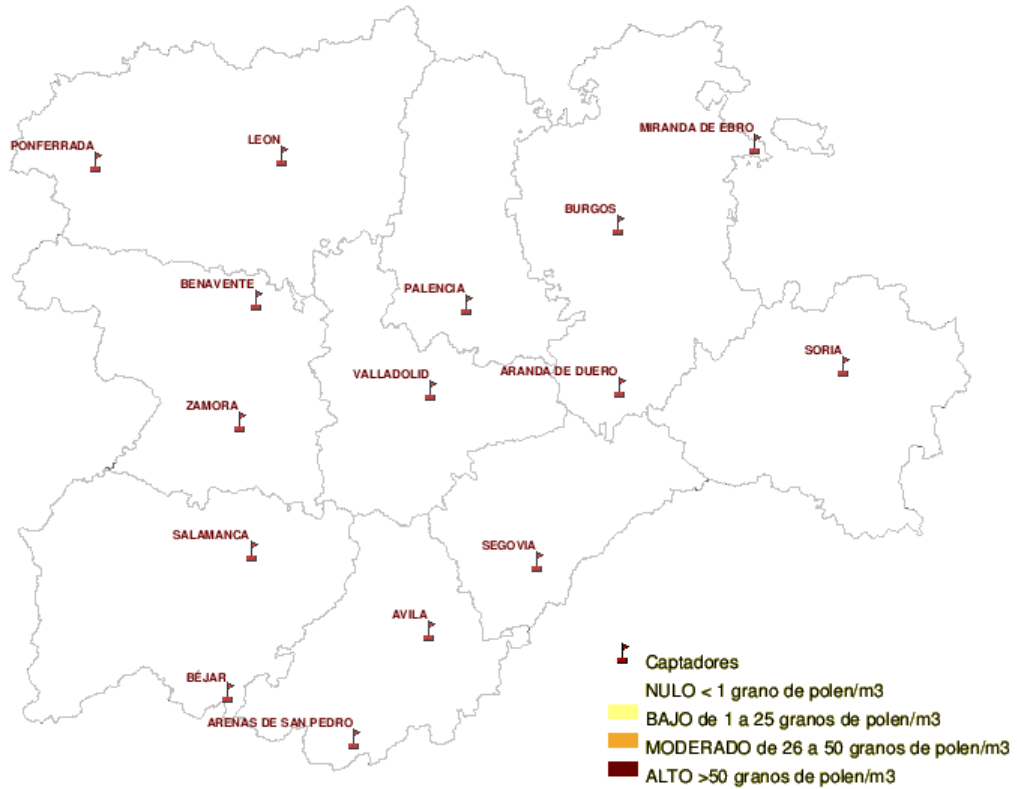 MIRANDA DE EBRO
PONFERRADA
LEON
BURGOS
BENAVENTE
PALENCIA
SORIA
VALLADOLID
ARANDA DE DUERO
ZAMORA
SALAMANCA
SEGOVIA
AVILA
BÉJAR
ARENAS DE SAN PEDRO
Captadores
NULO < 1 grano de polen/m3
BAJO de 1 a 25 granos de polen/m3
MODERADO de 26 a 50 granos de polen/m3
ALTO >50 granos de polen/m3